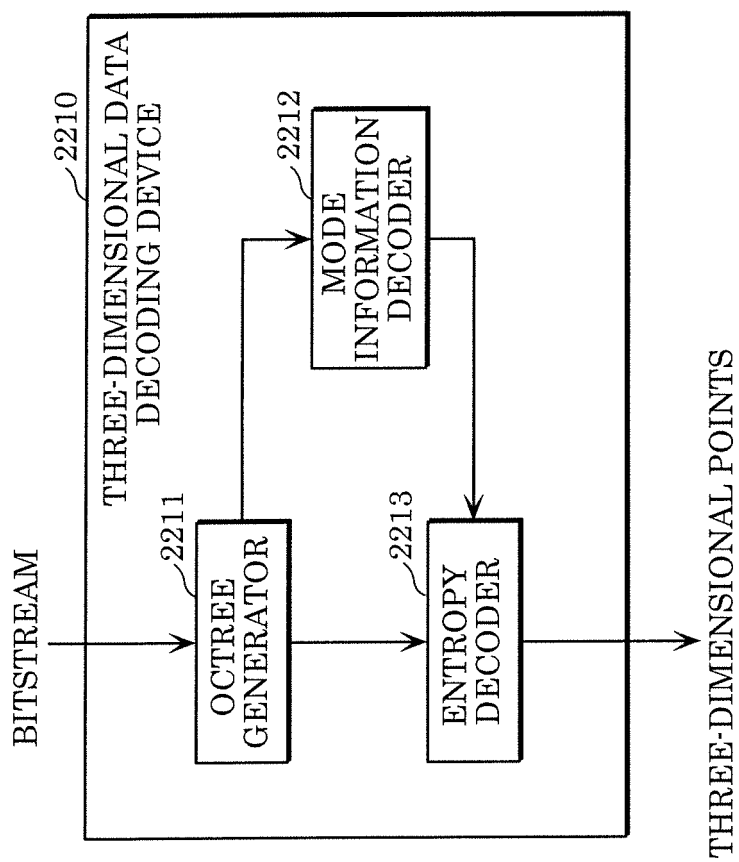 BITSTREAM
2210
THREE-DIMENSIONAL DATA
DECODING DEVICE
2211
OCTREE
GENERATOR
2212
MODE
INFORMATION
DECODER
2213
ENTROPY
DECODER
THREE-DIMENSIONAL POINTS